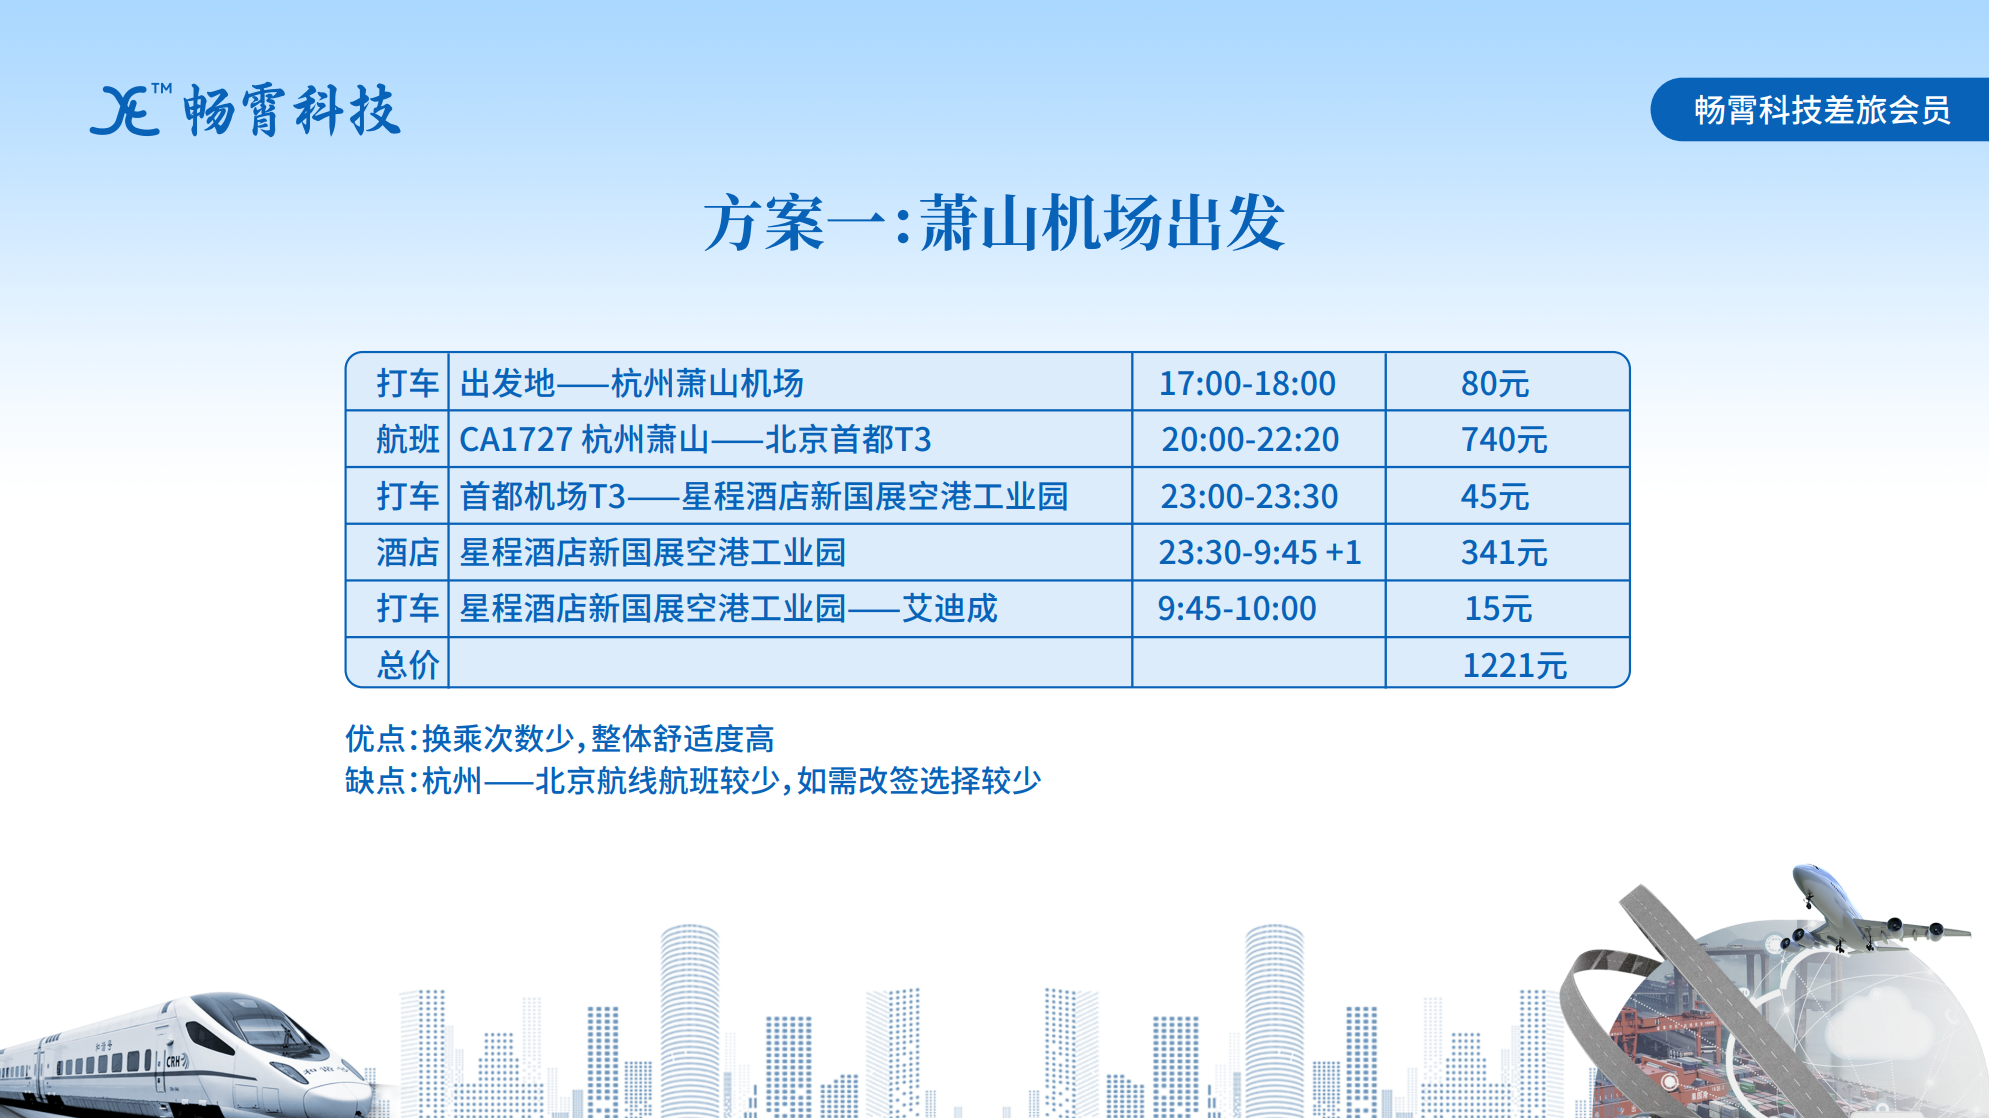 XE™ 畅霄科技
畅霄科技差旅会员
方案一：萧山机场出发
打车 出发地——杭州萧山机场 17:00-18:00 80元
航班 CA1727 杭州萧山——北京首都T3 20:00-22:20 740元
打车 首都机场T3——星程酒店新国展空港工业园 23:00-23:30 45元
酒店 星程酒店新国展空港工业园 23:30-9:45 +1 341元
打车 星程酒店新国展空港工业园——艾迪成 9:45-10:00 15元
总价 1221元
优点：换乘次数少，整体舒适度高
缺点：杭州——北京航线航班较少，如需改签选择较少
和谐号
CRH